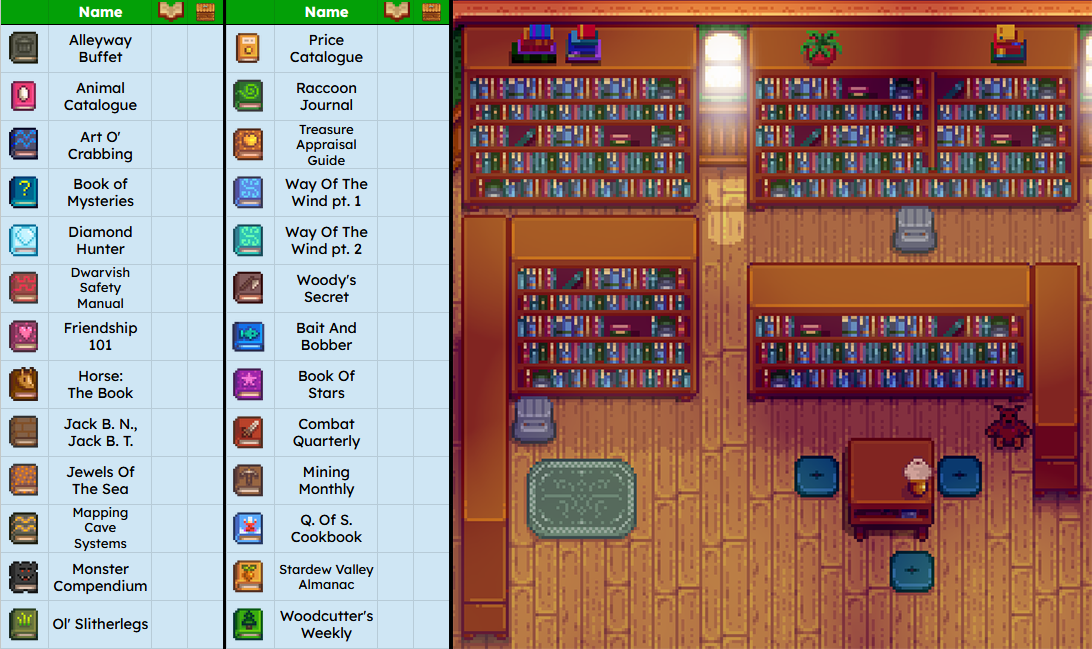 Name
Alleyway
Buffet
Animal
Catalogue
Art O'
Crabbing
Book of
Mysteries
Diamond
Hunter
Dwarvish
Safety
Manual
Friendship
101
Horse:
The Book
Jack B. N.,
Jack B. T.
Jewels Of
The Sea
Mapping
Cave
Systems
Monster
Compendium
Ol' Slitherlegs
Name
Price
Catalogue
Raccoon
Journal
Treasure
Appraisal
Guide
Way Of The
Wind pt. 1
Way Of The
Wind pt. 2
Woody's
Secret
Bait And
Bobber
Book Of
Stars
Combat
Quarterly
Mining
Monthly
Q. Of S.
Cookbook
Stardew Valley
Almanac
Woodcutter's
Weekly